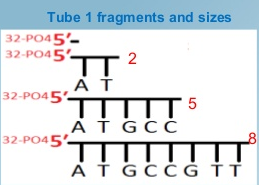 Tube 1 fragments and sizes
32-PO4 5'-
32-PO4 5' 2
A T
32-PO4 5' 5
A T G C C
32-PO4 5' 8
A T G C C G T T